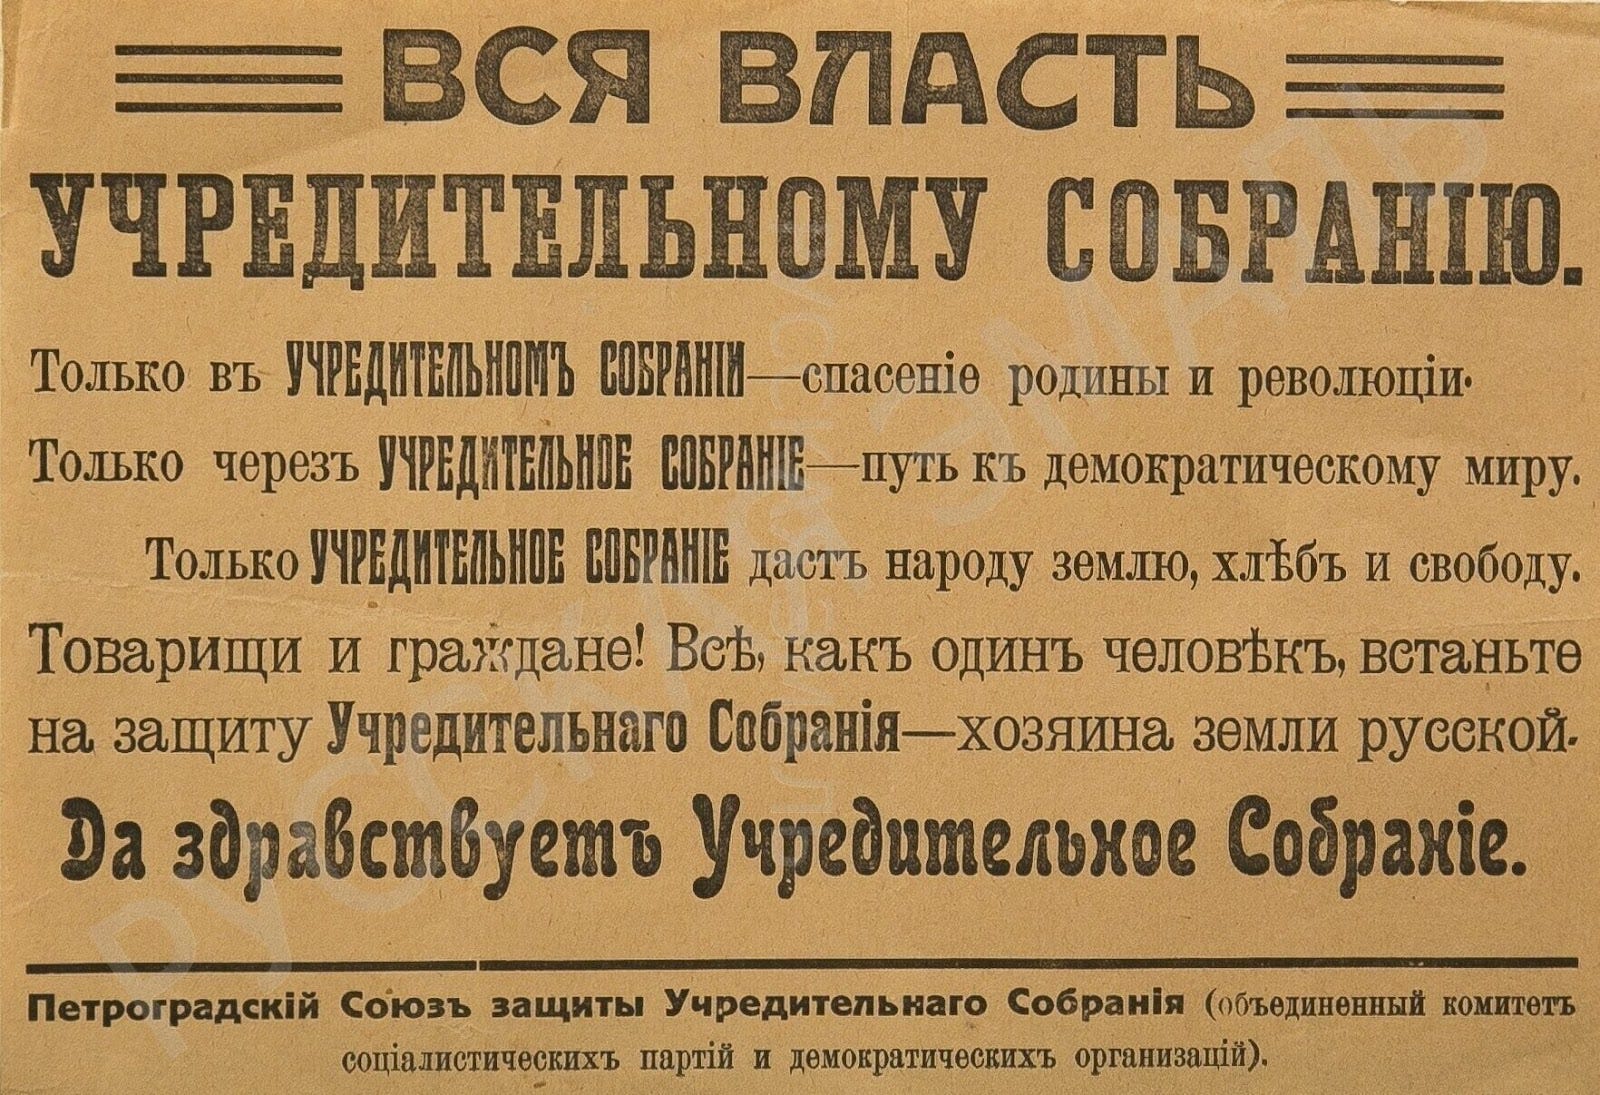 ВСЯ ВЛАСТЬ
УЧРЕДИТЕЛЬНОМУ СОБРАНІЮ.
Только въ УЧРЕДИТЕЛЬНОМЪ СОБРАНІИ—спасеніе родины и революціи.
Только черезъ УЧРЕДИТЕЛЬНОЕ СОБРАНІЕ—путь къ демократическому миру.
Только УЧРЕДИТЕЛЬНОЕ СОБРАНІЕ дастъ народу землю, хлѣбъ и свободу.
Товарищи и граждане! Всѣ, какъ одинъ человѣкъ, встаньте
на защиту Учредительнаго Собранія—хозяина земли русской.
Да здравствуетъ Учредительное Собраніе.
Петроградскій Союзъ защиты Учредительнаго Собранія (объединенный комитетъ
соціалистическихъ партій и демократическихъ организацій).
РУССКАЯ ЭМАЛЬ